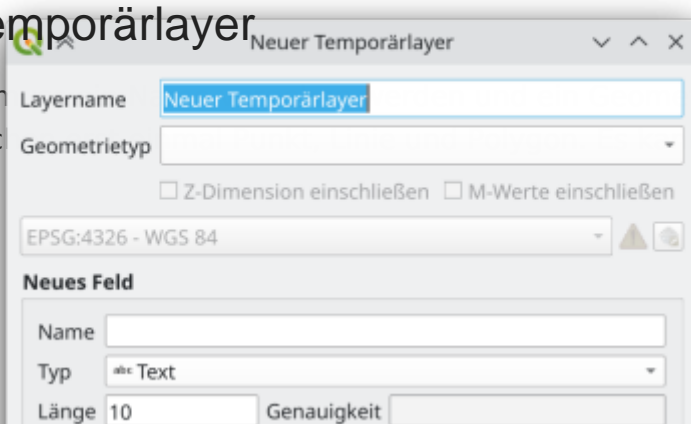 emporärlayer
Neuer Temporärlayer
Layername Neuer Temporärlayer
Geometrietyp
Z-Dimension einschließen M-Werte einschließen
EPSG:4326 - WGS 84
Neues Feld
Name
Typ abc Text
Länge 10 Genauigkeit